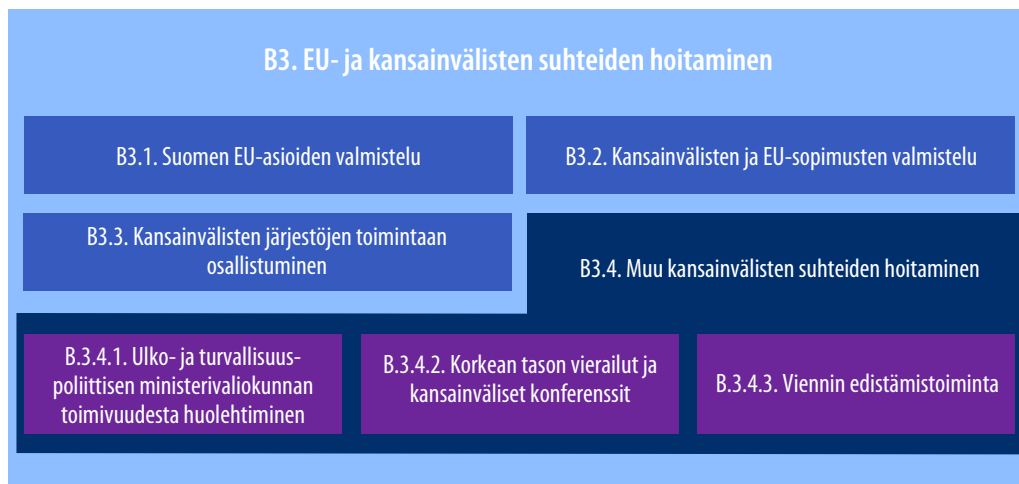 B3. EU- ja kansainvälisten suhteiden hoitaminen
B3.1. Suomen EU-asioiden valmistelu
B3.2. Kansainvälisten ja EU-sopimusten valmistelu
B3.3. Kansainvälisten järjestöjen toimintaan
osallistuminen
B3.4. Muu kansainvälisten suhteiden hoitaminen
B.3.4.1. Ulko- ja turvallisuus-
poliittisen ministerivaliokunnan
toimivuudesta huolehtiminen
B.3.4.2. Korkean tason vierailut ja
kansainväliset konferenssit
B.3.4.3. Viennin edistämistoiminta